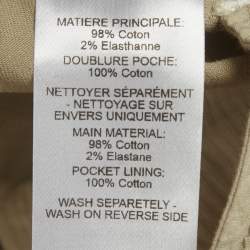 MATIERE PRINCIPALE:
98% Coton
2% Elasthanne
DOUBLURE POCHE:
100% Coton
NETTOYER SÉPARÉMENT
- NETTOYAGE SUR
ENVERS UNIQUEMENT
MAIN MATERIAL:
98% Cotton
2% Elastane
POCKET LINING:
100% Cotton
WASH SEPARETELY -
WASH ON REVERSE SIDE